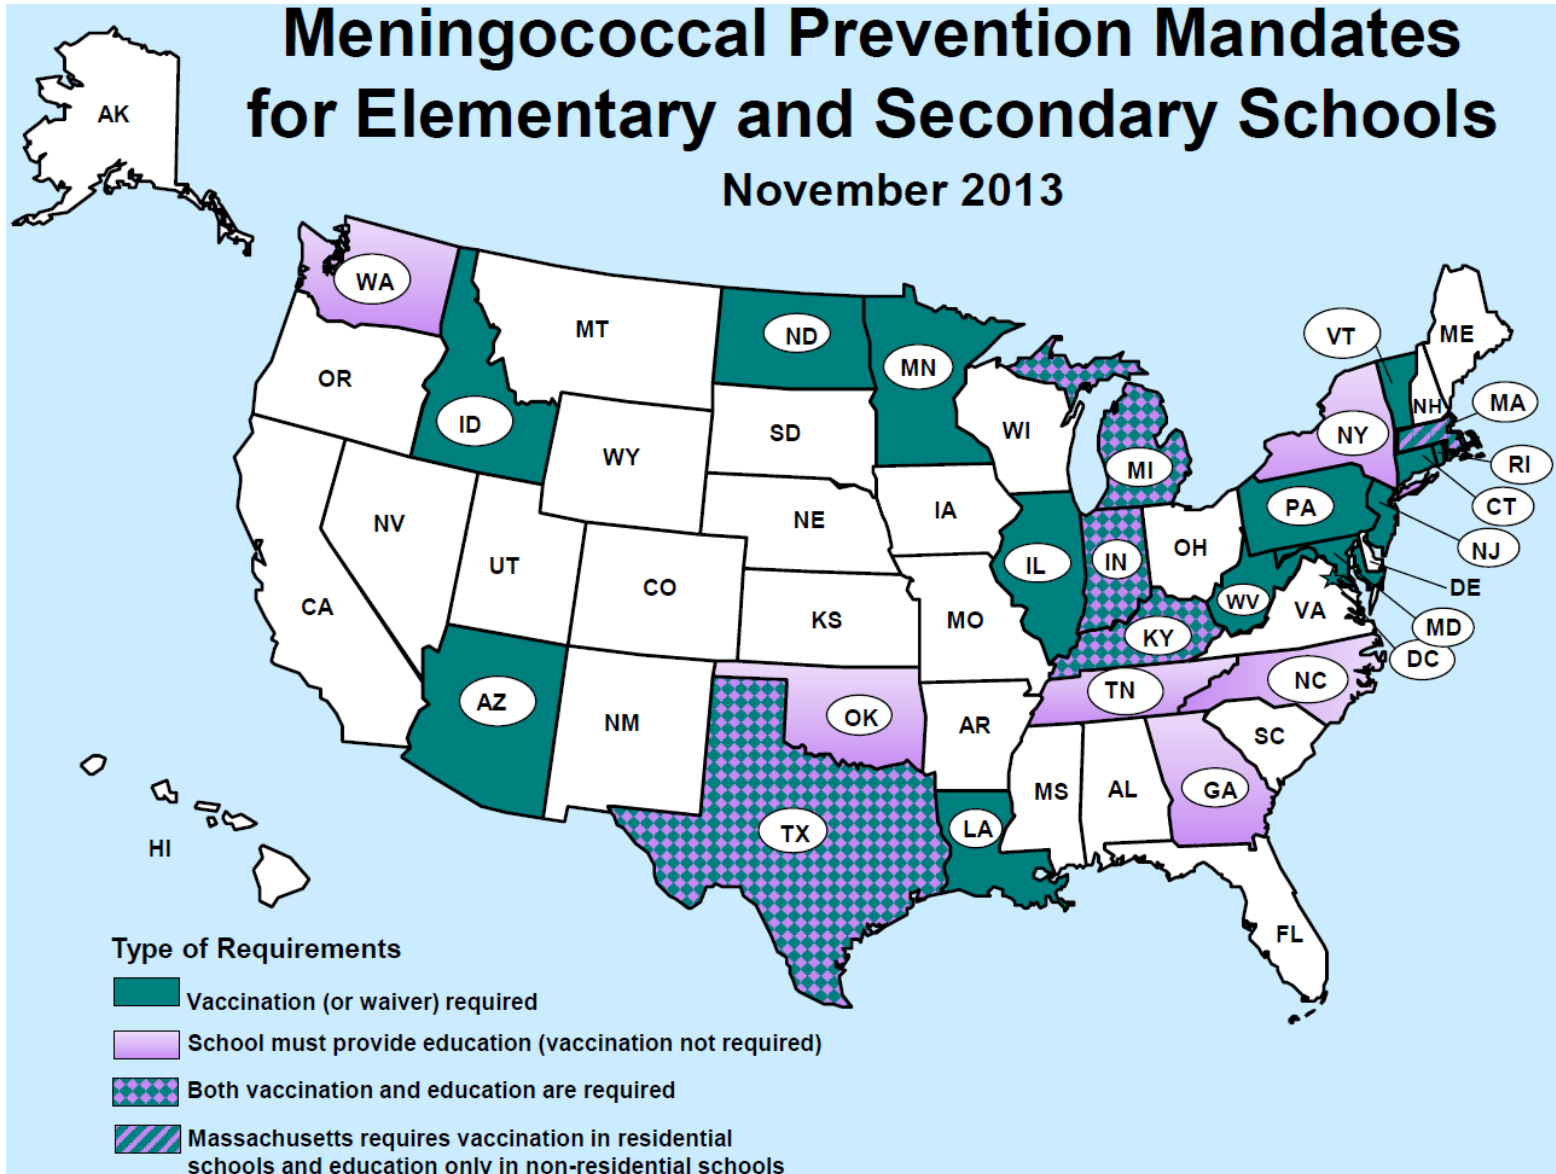 Meningococcal Prevention Mandates
for Elementary and Secondary Schools
November 2013
AK
WA
MT
ND
MN
VT
ME
OR
ID
SD
WI
NH
MA
NY
WY
MI
RI
NV
NE
IA
PA
CT
UT
CO
IL
IN
OH
NJ
CA
KS
MO
WV
VA
DE
KY
MD
DC
AZ
NM
OK
AR
TN
NC
SC
TX
LA
MS
AL
GA
HI
FL
Type of Requirements
Vaccination (or waiver) required
School must provide education (vaccination not required)
Both vaccination and education are required
Massachusetts requires vaccination in residential
schools and education only in non-residential schools